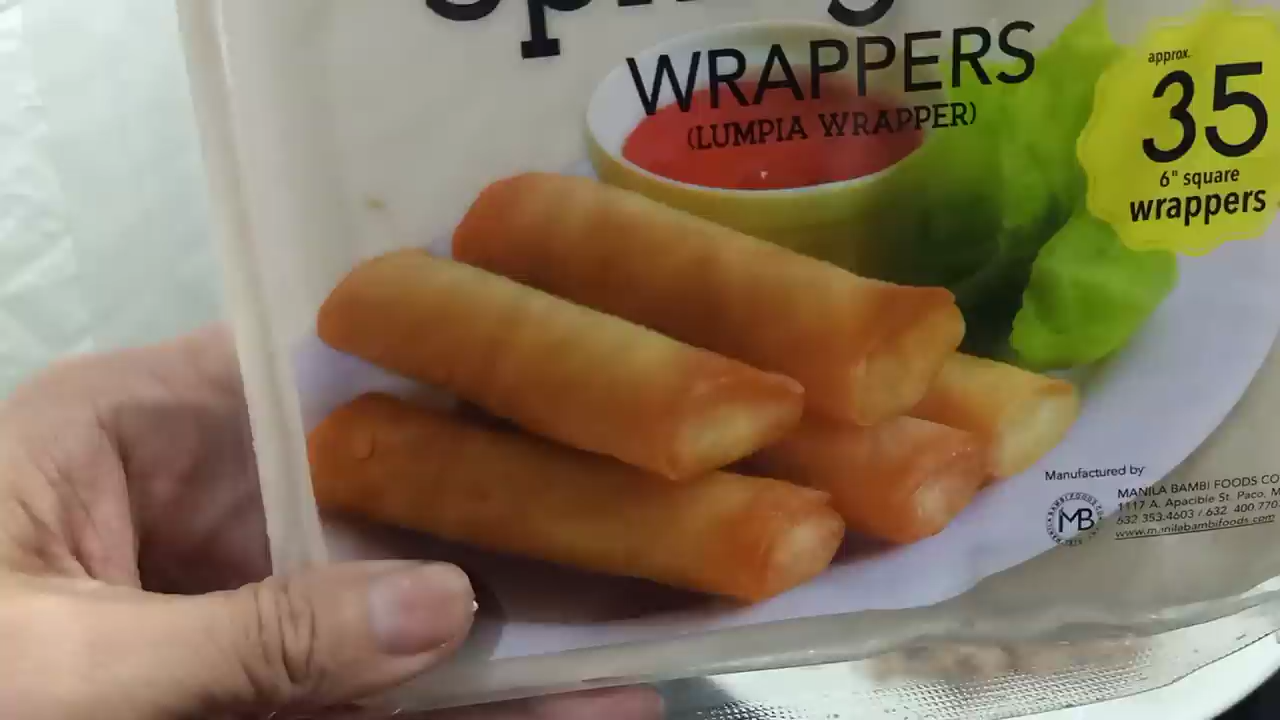 WRAPPERS
(LUMPIA WRAPPER)
approx.
35
6" square
wrappers
Manufactured by
MB
MANILA BAMBI FOODS CO
1117 A. Apacible St. Paco, M
632 353.4603 / 632 400.770
www.manilabambifoods.com